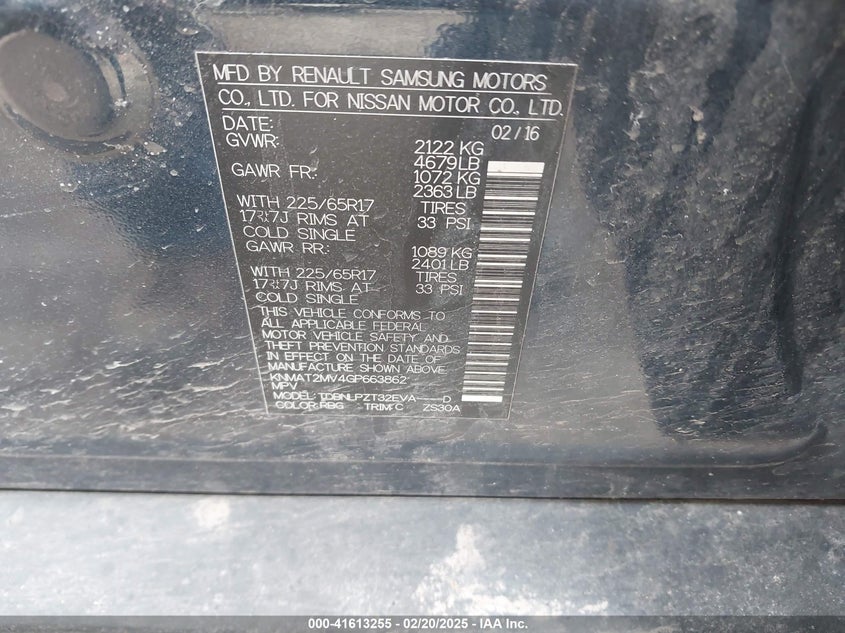 MFD BY RENAULT SAMSUNG MOTORS
CO., LTD. FOR NISSAN MOTOR CO., LTD.
DATE: 02/16
GVWR: 2122 KG
4679 LB
GAWR FR: 1072 KG
2363 LB
WITH 225/65R17 TIRES
17X7J RIMS AT 33 PSI
COLD SINGLE
GAWR RR: 1089 KG
2401 LB
WITH 225/65R17 TIRES
17X7J RIMS AT 33 PSI
COLD SINGLE
THIS VEHICLE CONFORMS TO
ALL APPLICABLE FEDERAL
MOTOR VEHICLE SAFETY AND
THEFT PREVENTION STANDARDS
IN EFFECT ON THE DATE OF
MANUFACTURE SHOWN ABOVE.
KNMAT2MV4GP663862
MPV
MODEL: TDBNLPZT32EVA----D
COLOR:RBG TRIM:C ZS30A
000-41613255 - 02/20/2025 - IAA Inc.